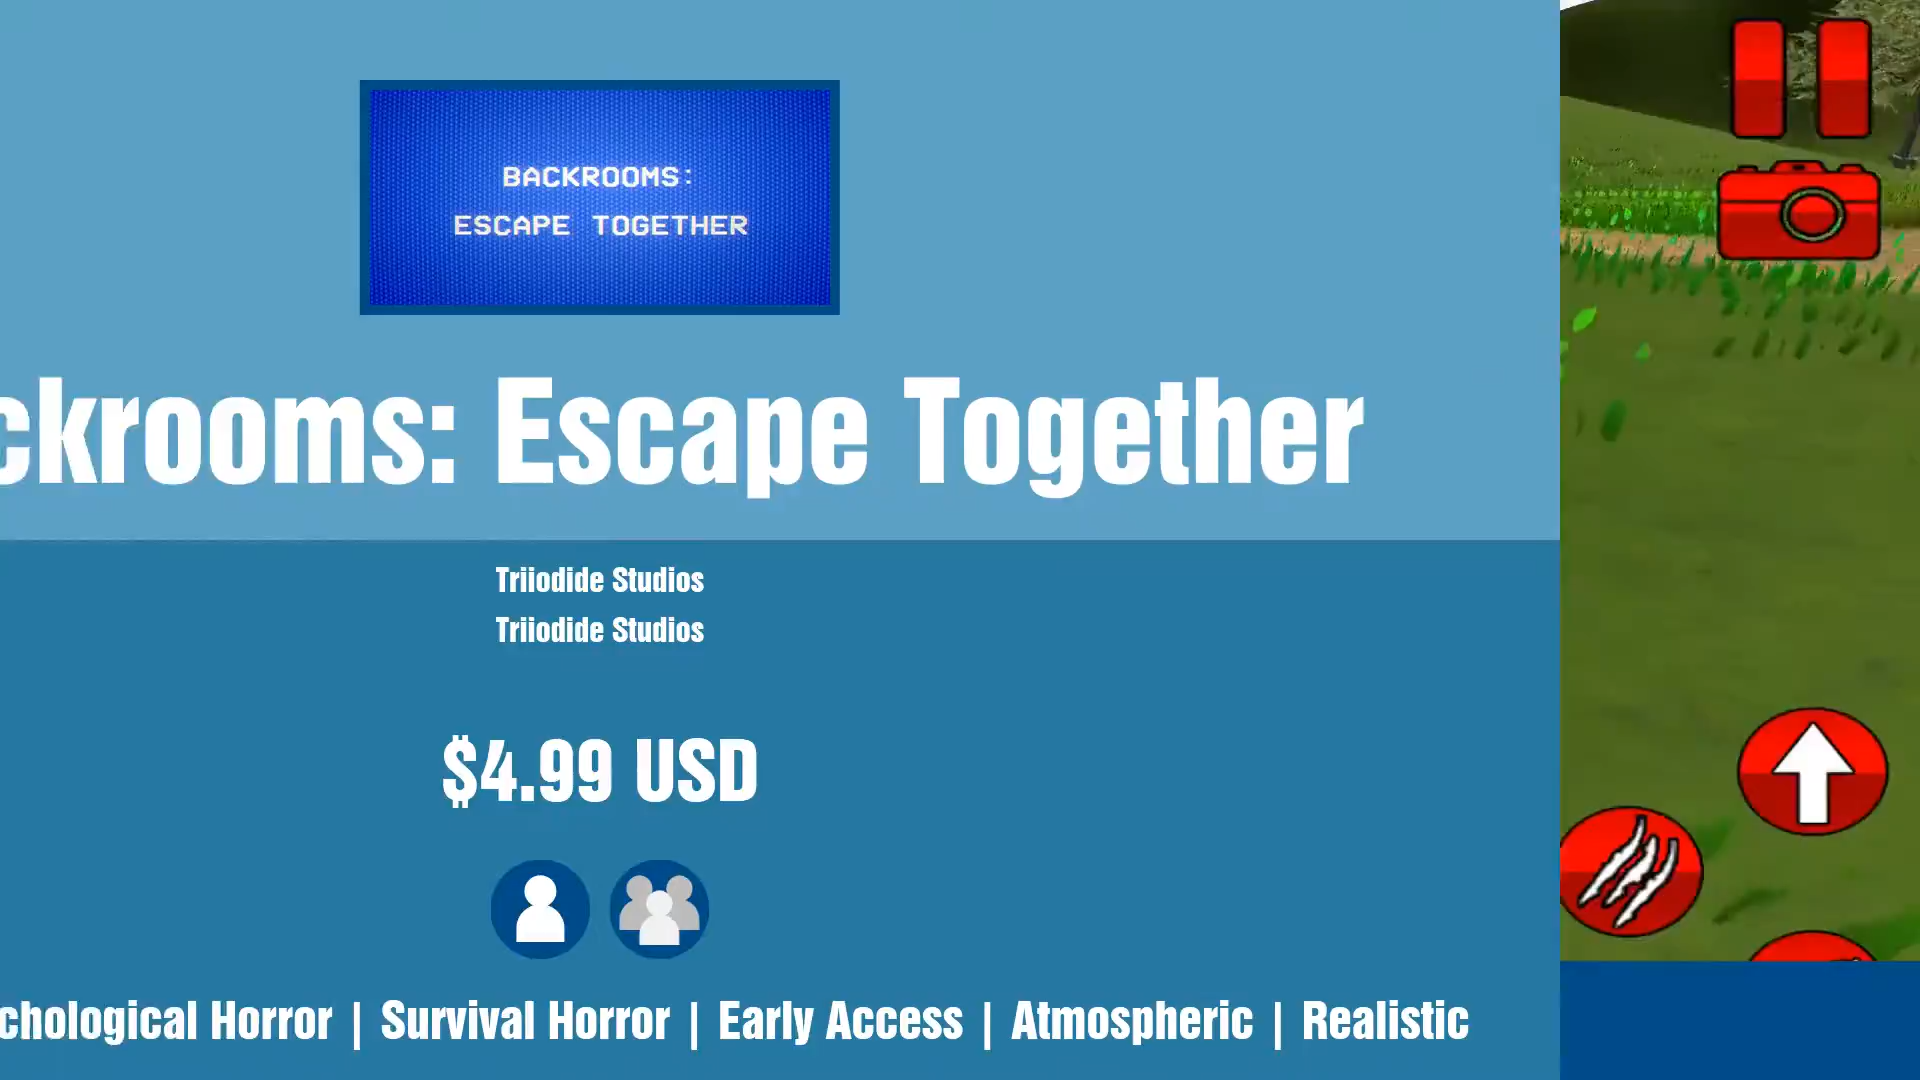 BACKROOMS:
ESCAPE TOGETHER
ckrooms: Escape Together
Triiodide Studios
Triiodide Studios
$4.99 USD
chological Horror | Survival Horror | Early Access | Atmospheric | Realistic